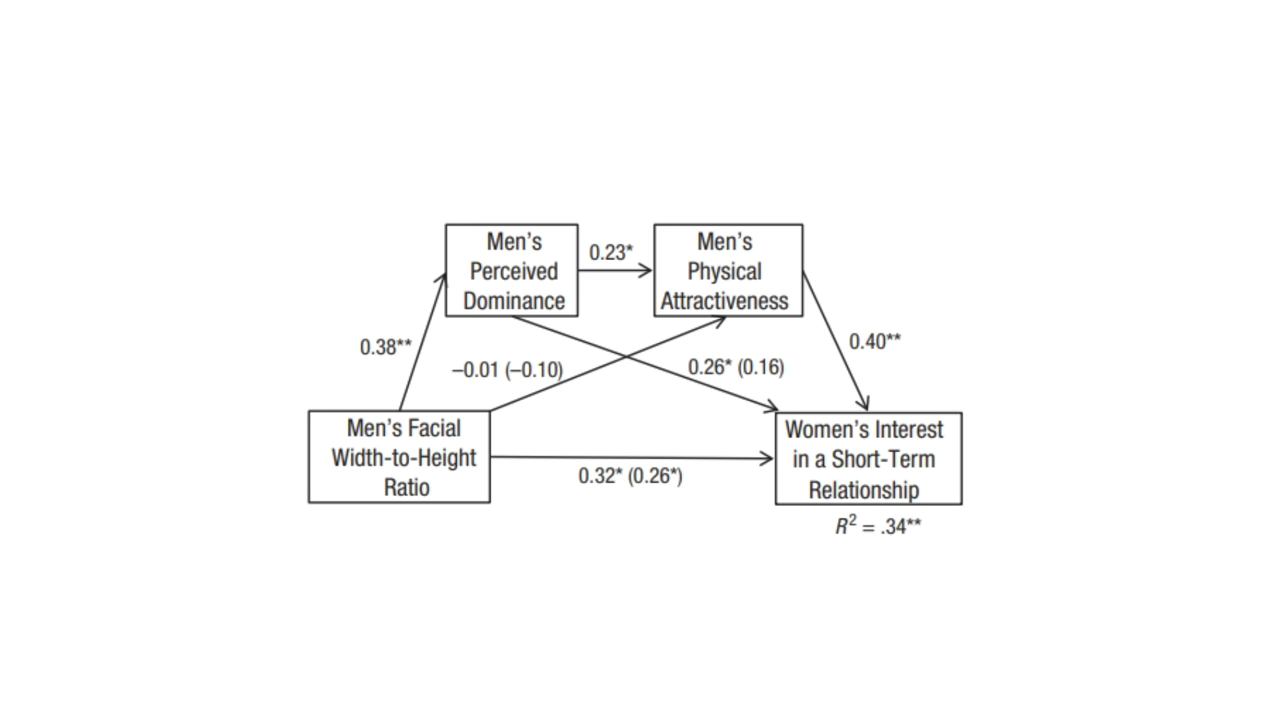 Men's
Perceived
Dominance
0.23*
Men's
Physical
Attractiveness
0.38**
–0.01 (–0.10)
0.26* (0.16)
0.40**
Men's Facial
Width-to-Height
Ratio
0.32* (0.26*)
Women's Interest
in a Short-Term
Relationship
R² = .34**